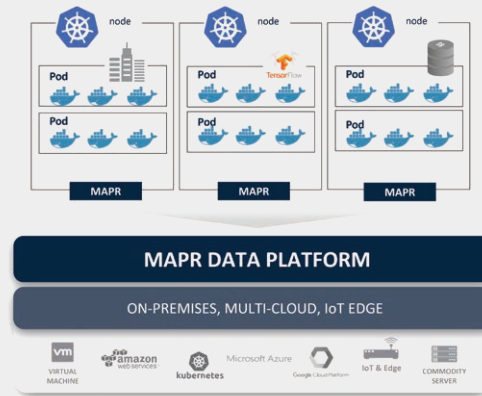 node
node
node
Pod
Pod
TensorFlow
Pod
Pod
Pod
Pod
MAPR
MAPR
MAPR
MAPR DATA PLATFORM
ON-PREMISES, MULTI-CLOUD, IoT EDGE
vm
VIRTUAL
MACHINE
amazon
web services
kubernetes
Microsoft Azure
Google Cloud Platform
IoT & Edge
COMMODITY
SERVER